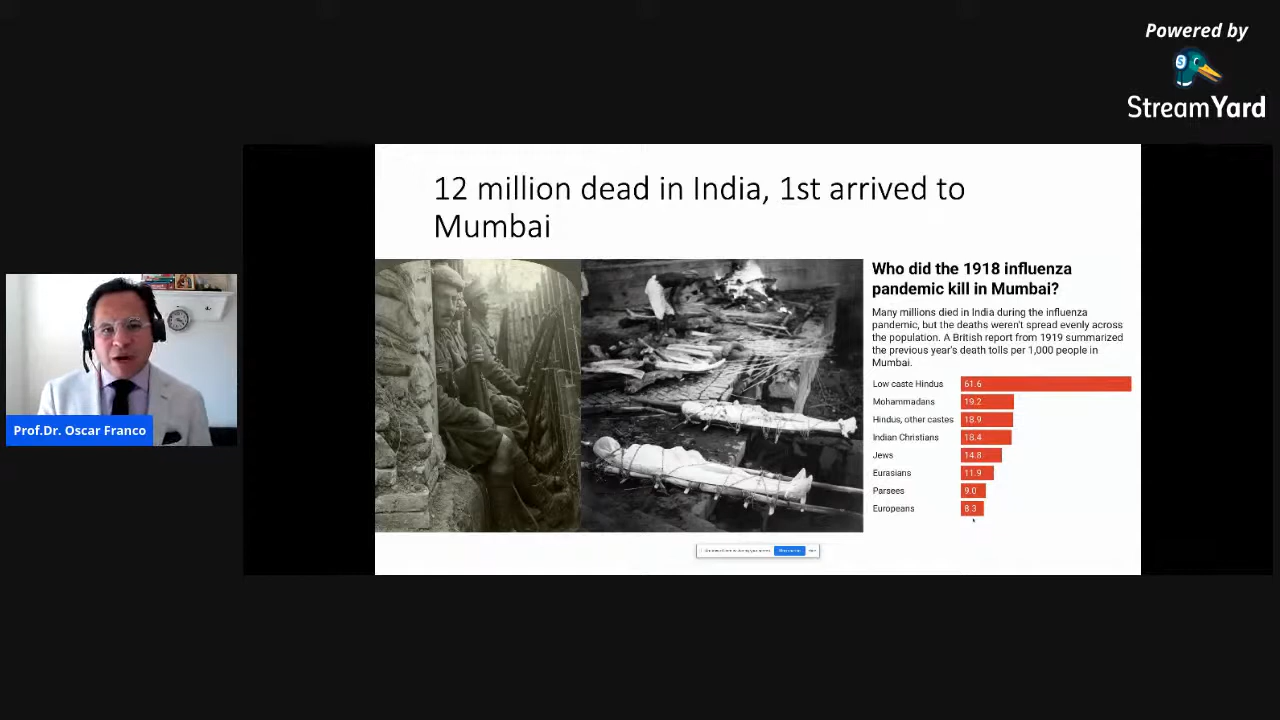 Powered by
StreamYard
12 million dead in India, 1st arrived to
Mumbai
Who did the 1918 influenza
pandemic kill in Mumbai?
Many millions died in India during the influenza
pandemic, but the deaths weren't spread evenly across
the population. A British report from 1919 summarized
the previous year's death tolls per 1,000 people in
Mumbai.
Low caste Hindus 61.6
Mohammadans 19.2
Hindus, other castes 18.9
Indian Christians 18.4
Jews 14.8
Eurasians 11.9
Parsees 9.0
Europeans 8.3
Prof.Dr. Oscar Franco